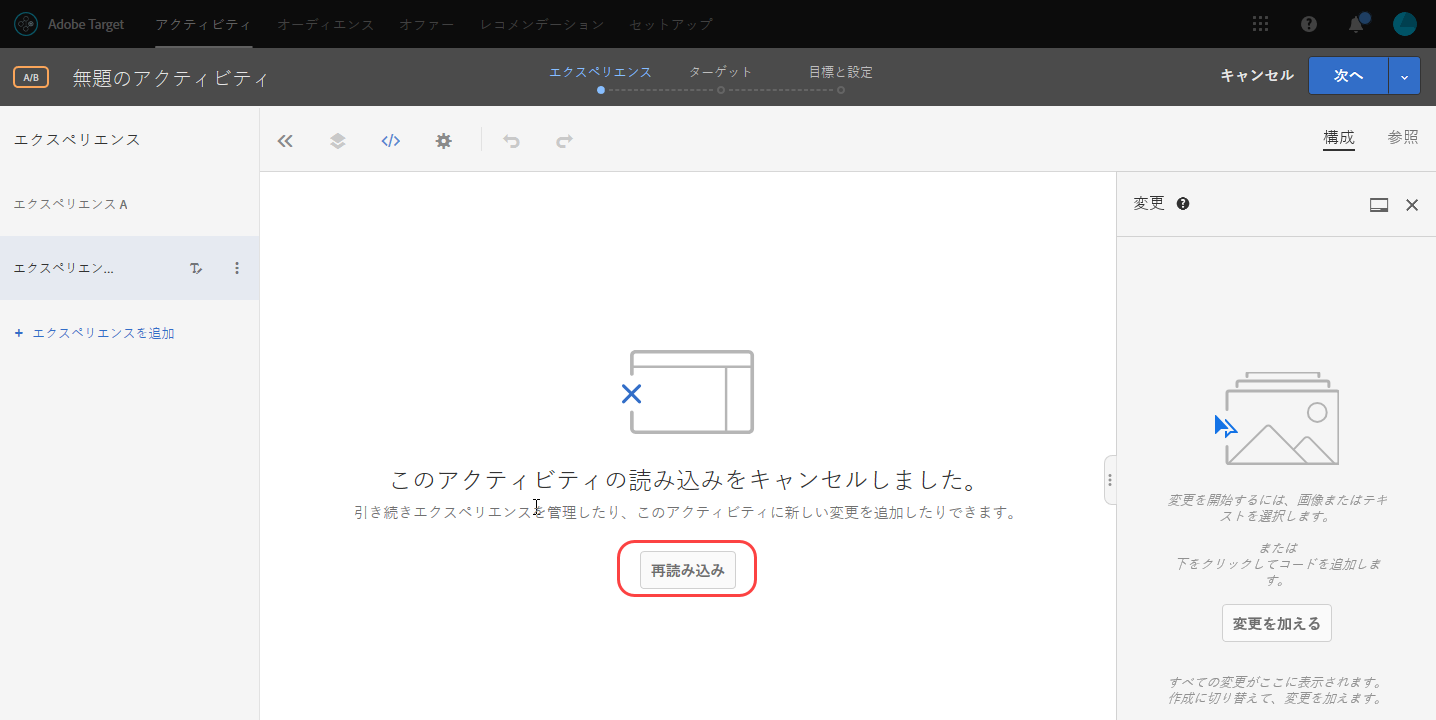 Adobe Target
アクティビティ
オーディエンス
オファー
レコメンデーション
セットアップ
A/B
無題のアクティビティ
エクスペリエンス
ターゲット
目標と設定
キャンセル
次へ
エクスペリエンス
構成
参照
エクスペリエンス A
エクスペリエン...
+ エクスペリエンスを追加
このアクティビティの読み込みをキャンセルしました。
引き続きエクスペリエンスを管理したり、このアクティビティに新しい変更を追加したりできます。
再読み込み
変更
変更を開始するには、画像またはテキ
ストを選択します。
または
下をクリックしてコードを追加しま
す。
変更を加える
すべての変更がここに表示されます。
作成に切り替えて、変更を加えます。